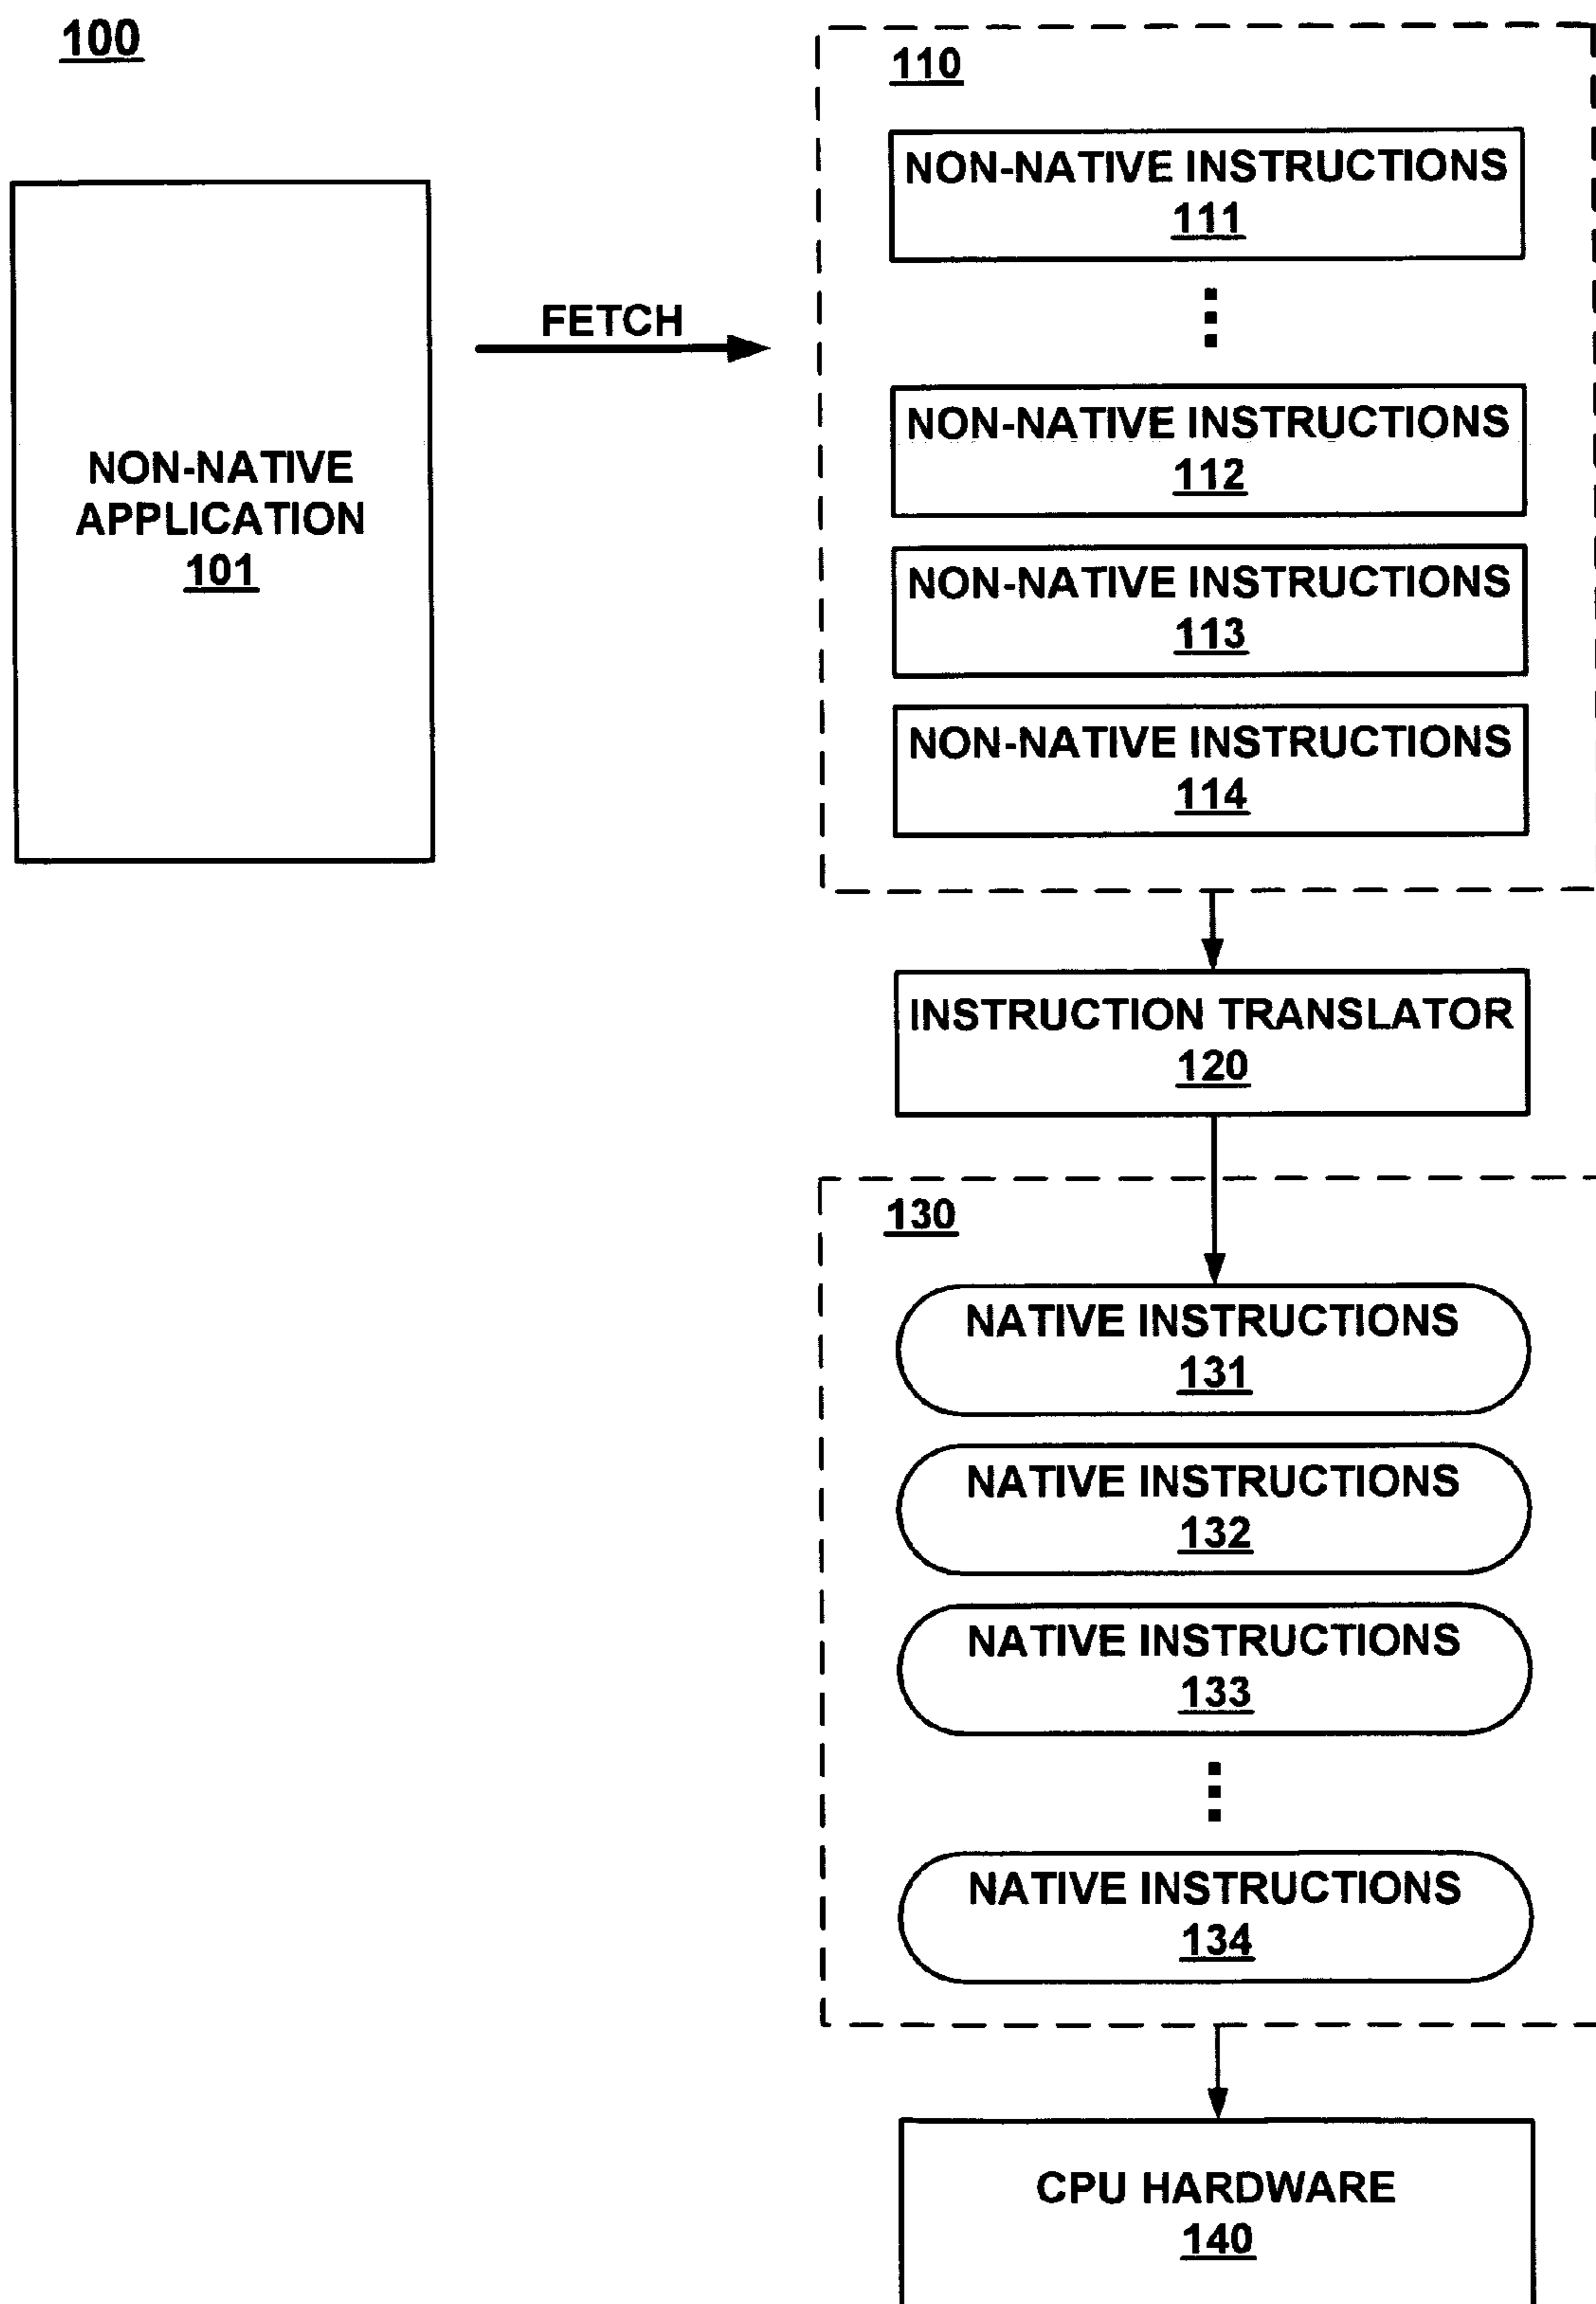 100
NON-NATIVE
APPLICATION
101
FETCH
110
NON-NATIVE INSTRUCTIONS
111
NON-NATIVE INSTRUCTIONS
112
NON-NATIVE INSTRUCTIONS
113
NON-NATIVE INSTRUCTIONS
114
INSTRUCTION TRANSLATOR
120
130
NATIVE INSTRUCTIONS
131
NATIVE INSTRUCTIONS
132
NATIVE INSTRUCTIONS
133
NATIVE INSTRUCTIONS
134
CPU HARDWARE
140